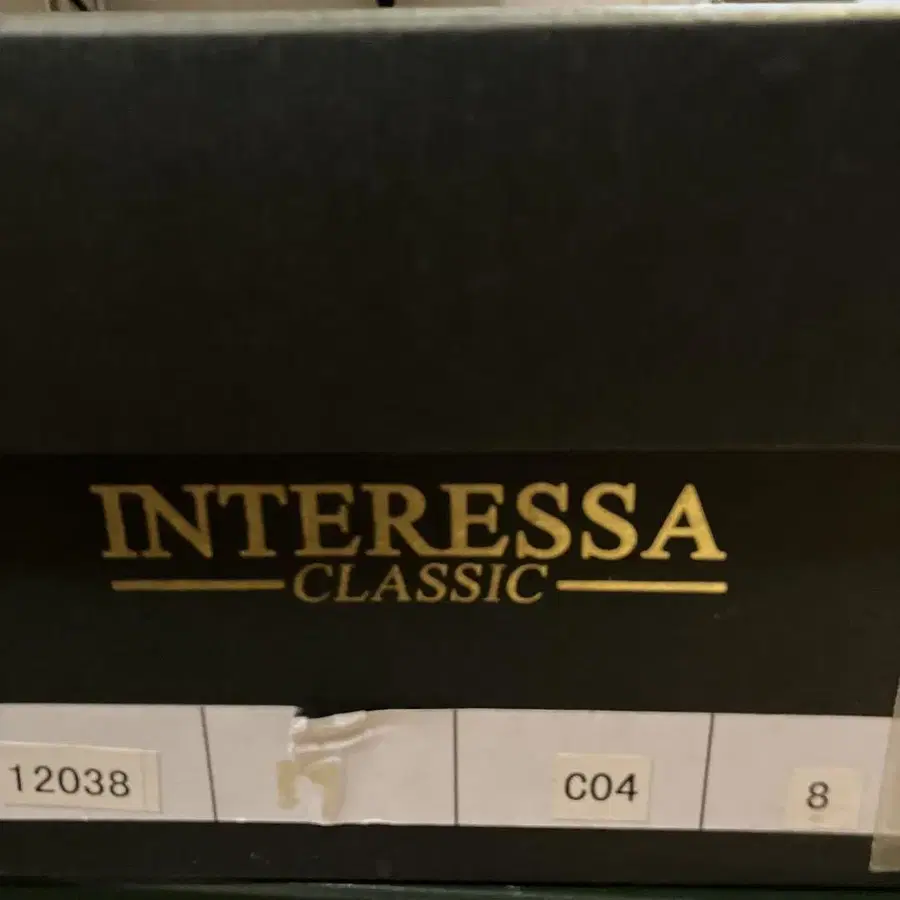 INTERESSA
CLASSIC
12038 C04 8